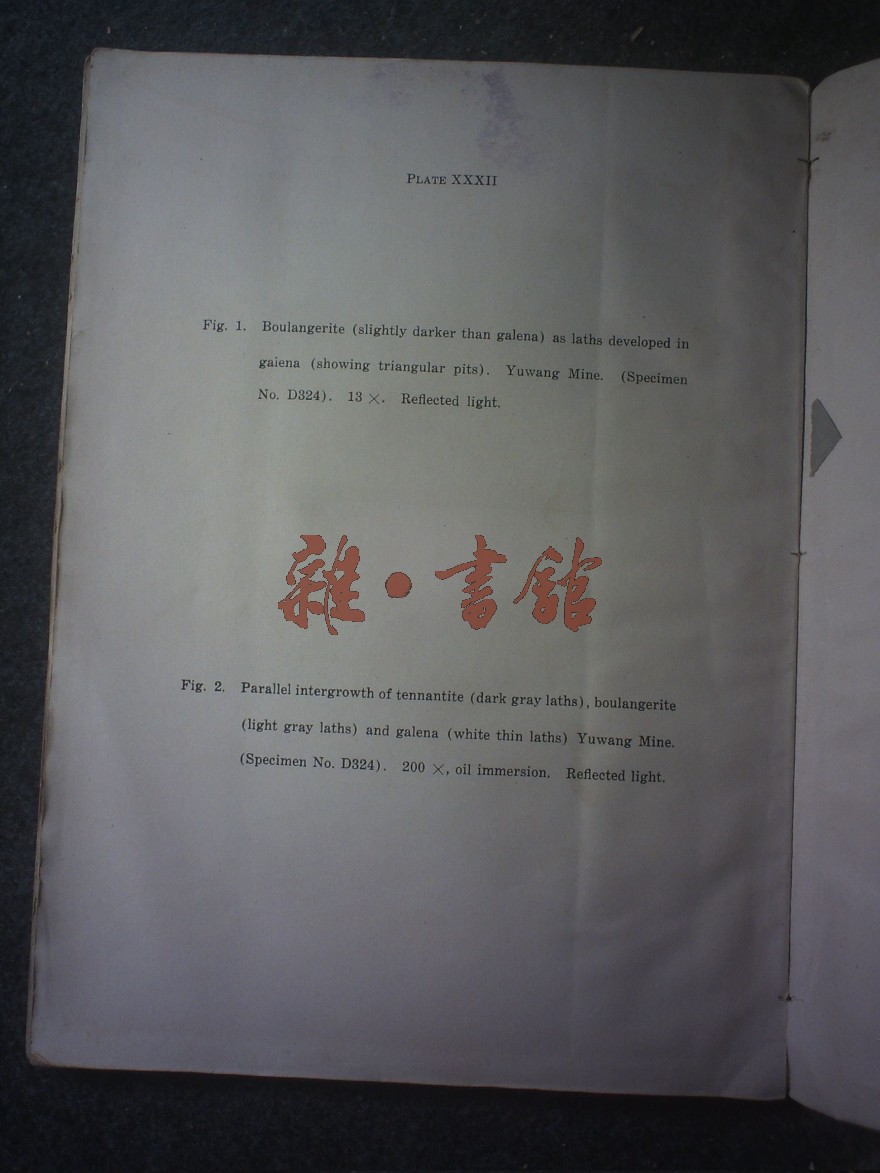 PLATE XXXII
Fig. 1. Boulangerite (slightly darker than galena) as laths developed in
gaiena (showing triangular pits). Yuwang Mine. (Specimen
No. D324). 13 ×. Reflected light.
雜·書館
Fig. 2. Parallel intergrowth of tennantite (dark gray laths), boulangerite
(light gray laths) and galena (white thin laths) Yuwang Mine.
(Specimen No. D324). 200 ×, oil immersion. Reflected light.